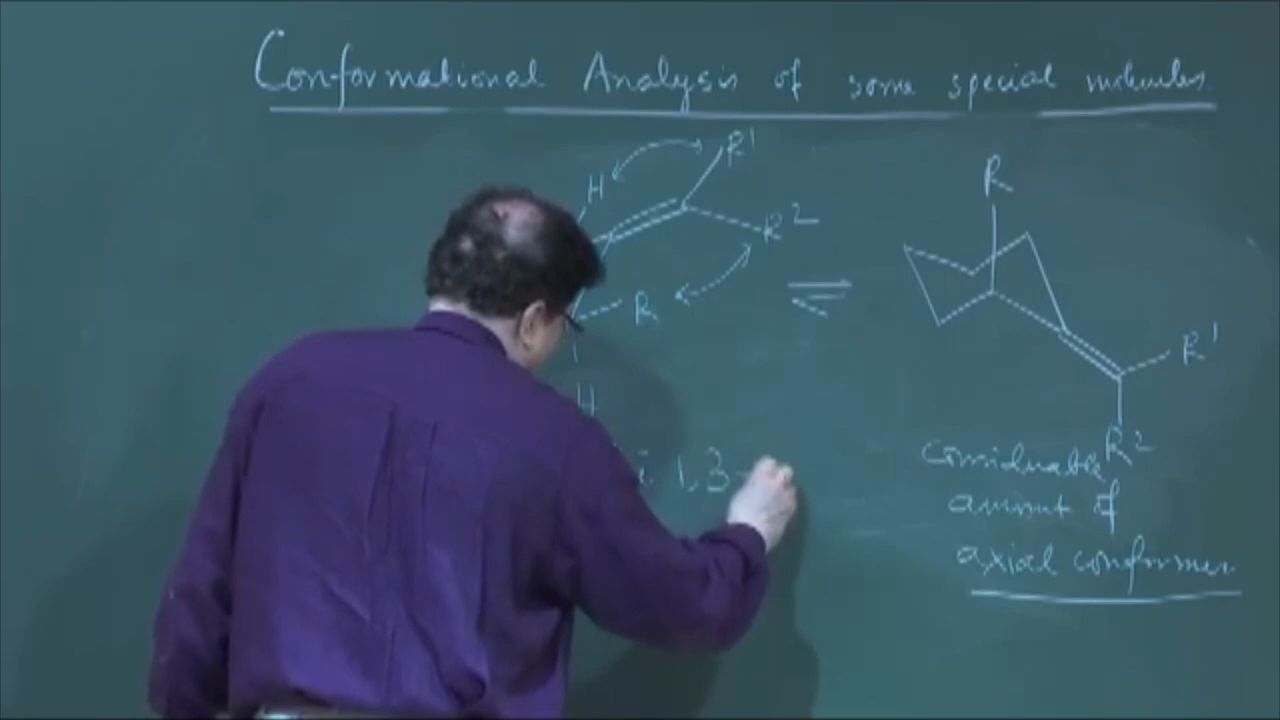 Conformational Analysis of some special molecules
H
R1
R2
R
H
1,3
R
R1
R2
Considerable
amount of
axial conformer